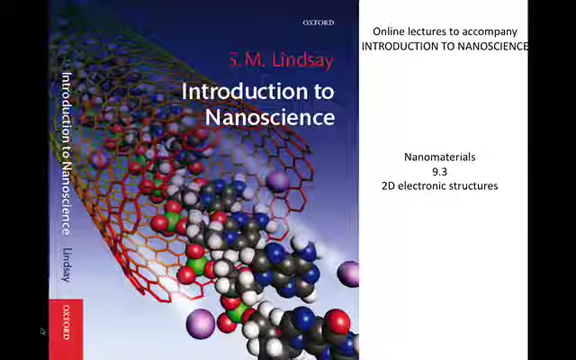 OXFORD
S. M. Lindsay
Introduction to
Nanoscience
Introduction to Nanoscience
Lindsay
OXFORD
Online lectures to accompany
INTRODUCTION TO NANOSCIENCE
Nanomaterials
9.3
2D electronic structures